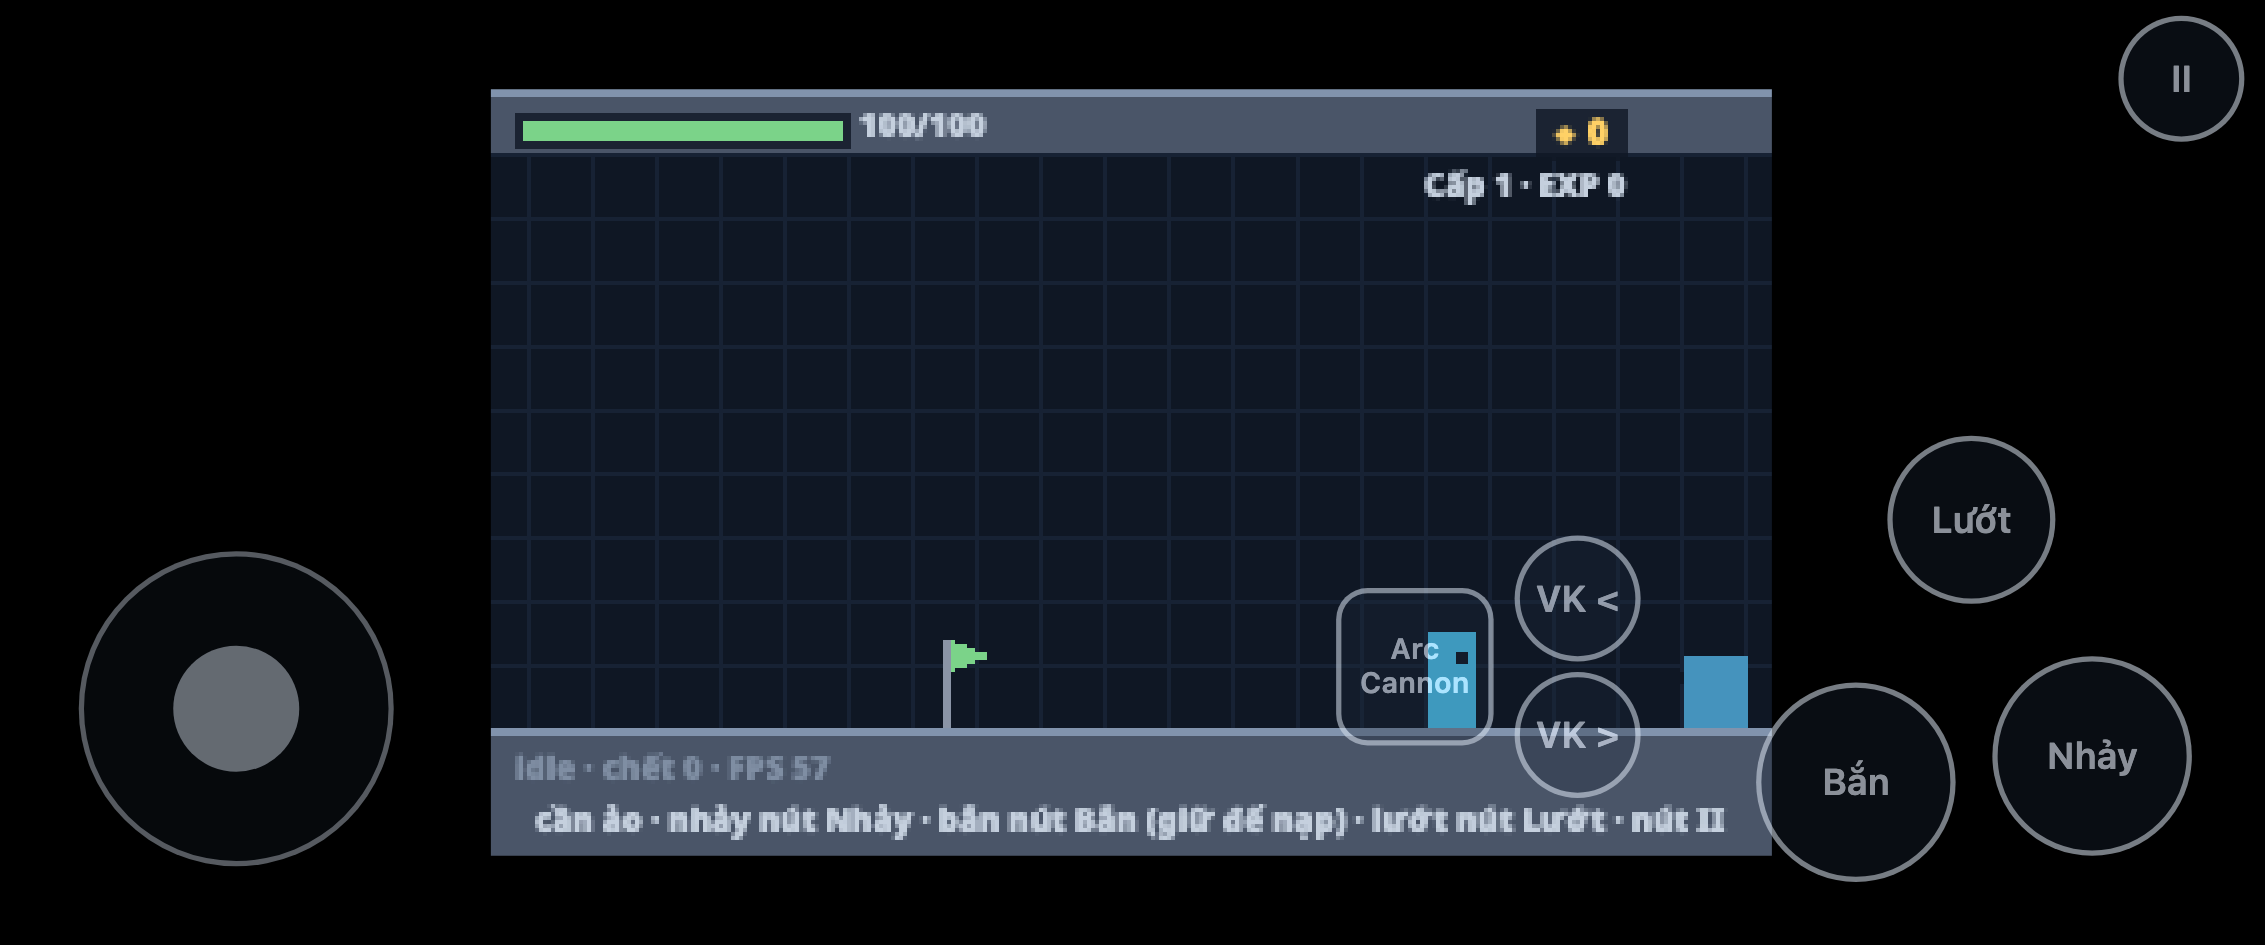 II
100/100
0
Cấp 1 · EXP 0
Lướt
VK <
Arc
Cannon
VK >
Nhảy
Bắn
Idle · chết 0 · FPS 57
cần ảo · nhảy nút Nhảy · bắn nút Bắn (giữ để nạp) · lướt nút Lướt · nút II